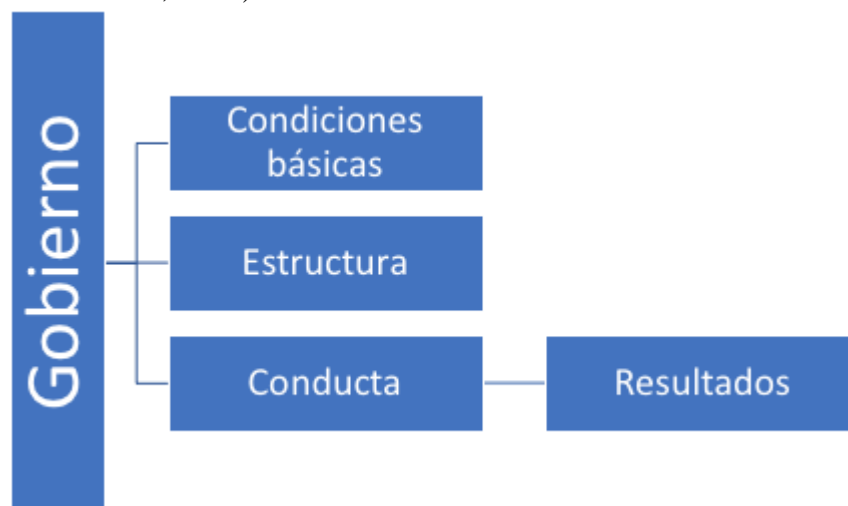 Gobierno
Condiciones
básicas
Estructura
Conducta
Resultados